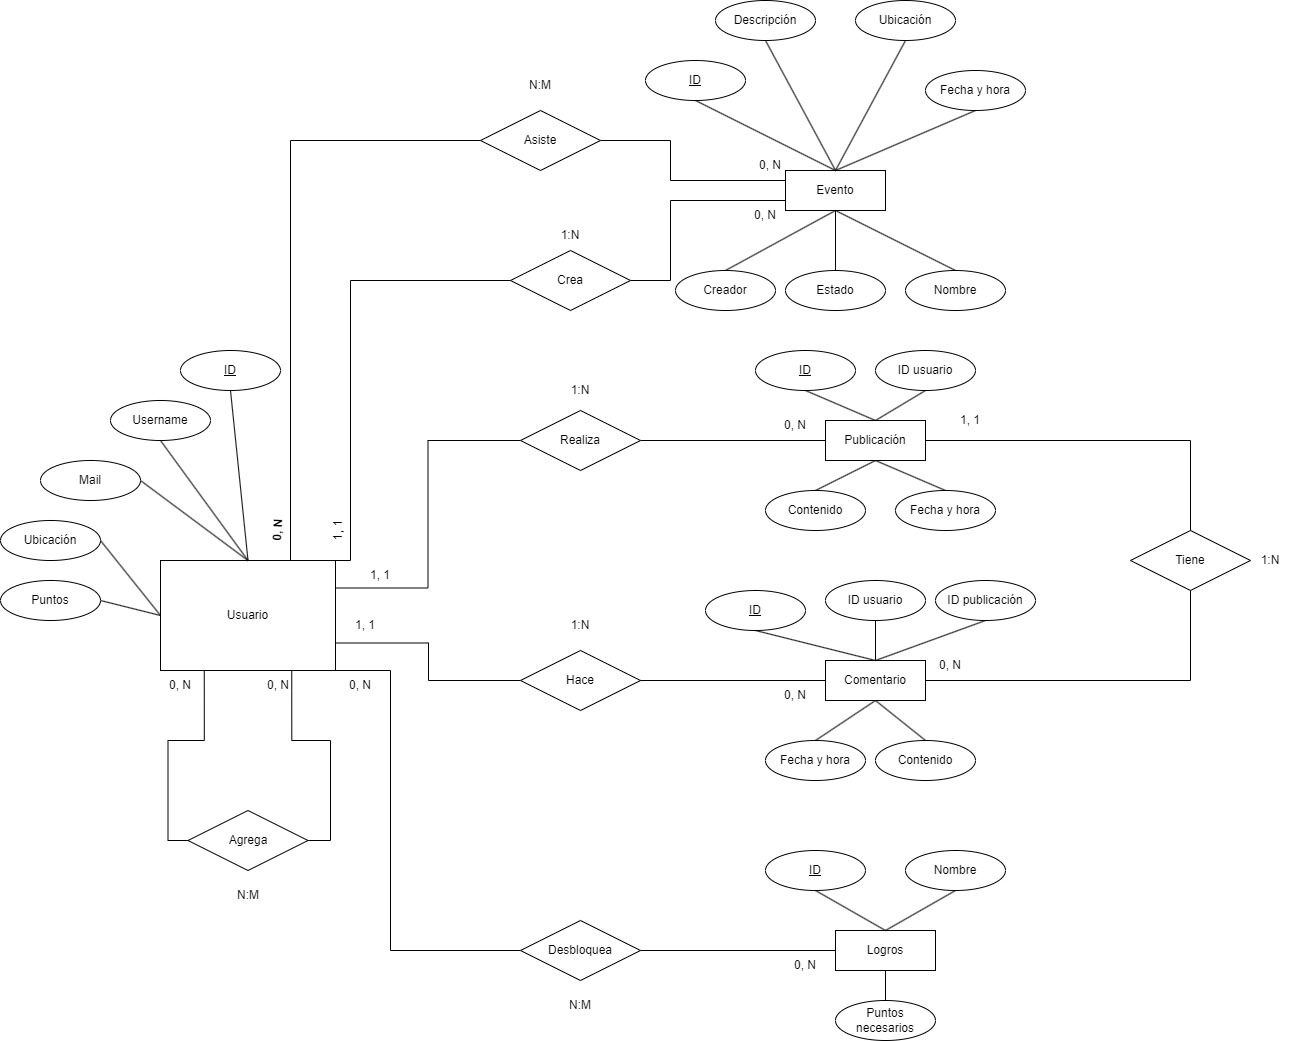 Descripción
Ubicación
ID
Fecha y hora
N:M
Asiste
0, N
Evento
0, N
1:N
Crea
Creador
Estado
Nombre
ID
Username
Mail
Ubicación
Puntos
0, N
1, 1
Usuario
1:N
Realiza
1, 1
0, N
ID
ID usuario
Publicación
1, 1
Contenido
Fecha y hora
Tiene
1:N
1, 1
1:N
Hace
0, N
ID
ID usuario
ID publicación
Comentario
0, N
Fecha y hora
Contenido
0, N
0, N
0, N
Agrega
N:M
Desbloquea
N:M
0, N
ID
Nombre
Logros
Puntos
necesarios